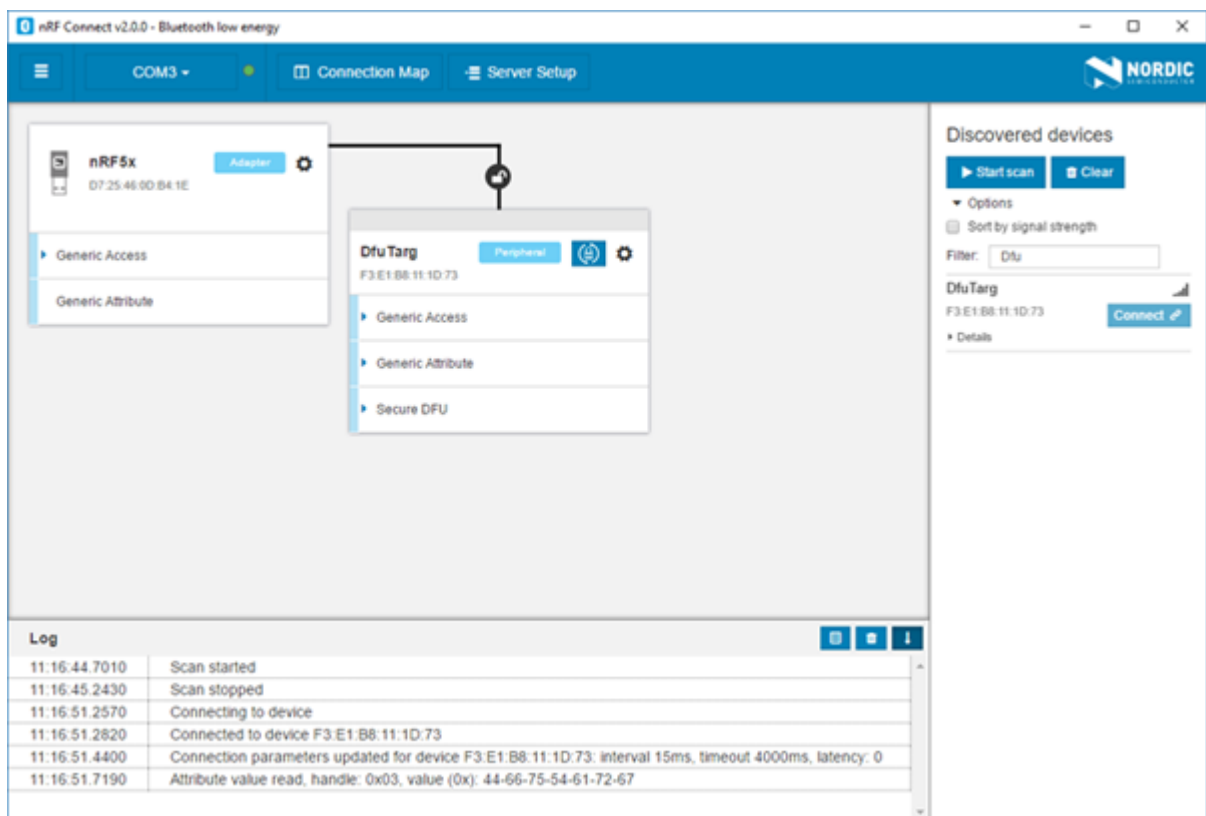 nRF Connect v2.0.0 - Bluetooth low energy
COM3
Connection Map
Server Setup
NORDIC
SEMICONDUCTOR
nRF5x
Adapter
D7:25:46:0D:B4:1E
Generic Access
Generic Attribute
DfuTarg
Peripheral
F3:E1:B8:11:1D:73
Generic Access
Generic Attribute
Secure DFU
Discovered devices
Start scan
Clear
Options
Sort by signal strength
Filter: Dfu
DfuTarg
F3:E1:B8:11:1D:73
Connect
Details
Log
11:16:44.7010 Scan started
11:16:45.2430 Scan stopped
11:16:51.2570 Connecting to device
11:16:51.2820 Connected to device F3:E1:B8:11:1D:73
11:16:51.4400 Connection parameters updated for device F3:E1:B8:11:1D:73: interval 15ms, timeout 4000ms, latency: 0
11:16:51.7190 Attribute value read, handle: 0x03, value (0x): 44-66-75-54-61-72-67